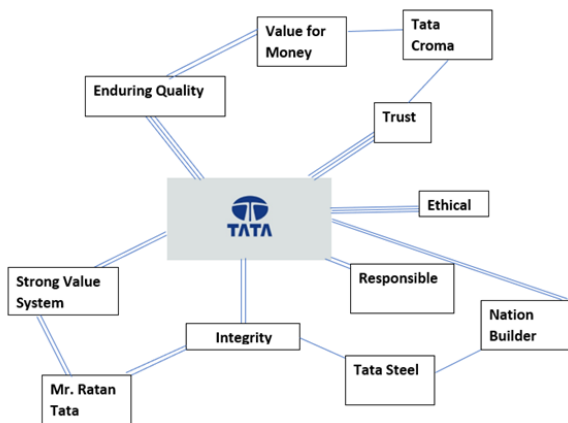 Value for
Money
Tata
Croma
Enduring Quality
Trust
TATA
Ethical
Strong Value
System
Responsible
Nation
Builder
Integrity
Tata Steel
Mr. Ratan
Tata